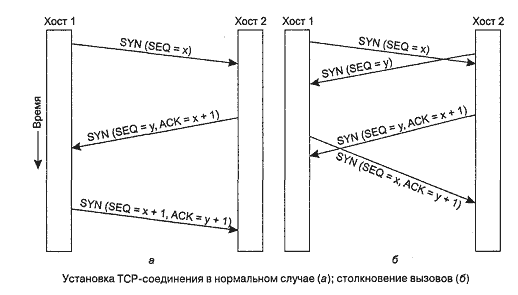 Хост 1
Хост 2
SYN (SEQ = x)
SYN (SEQ = y, ACK = x + 1)
SYN (SEQ = x + 1, ACK = y + 1)
Время
а
Хост 1
Хост 2
SYN (SEQ = x)
SYN (SEQ = y)
SYN (SEQ = y, ACK = x + 1)
SYN (SEQ = x, ACK = y + 1)
б
Установка TCP-соединения в нормальном случае (а); столкновение вызовов (б)